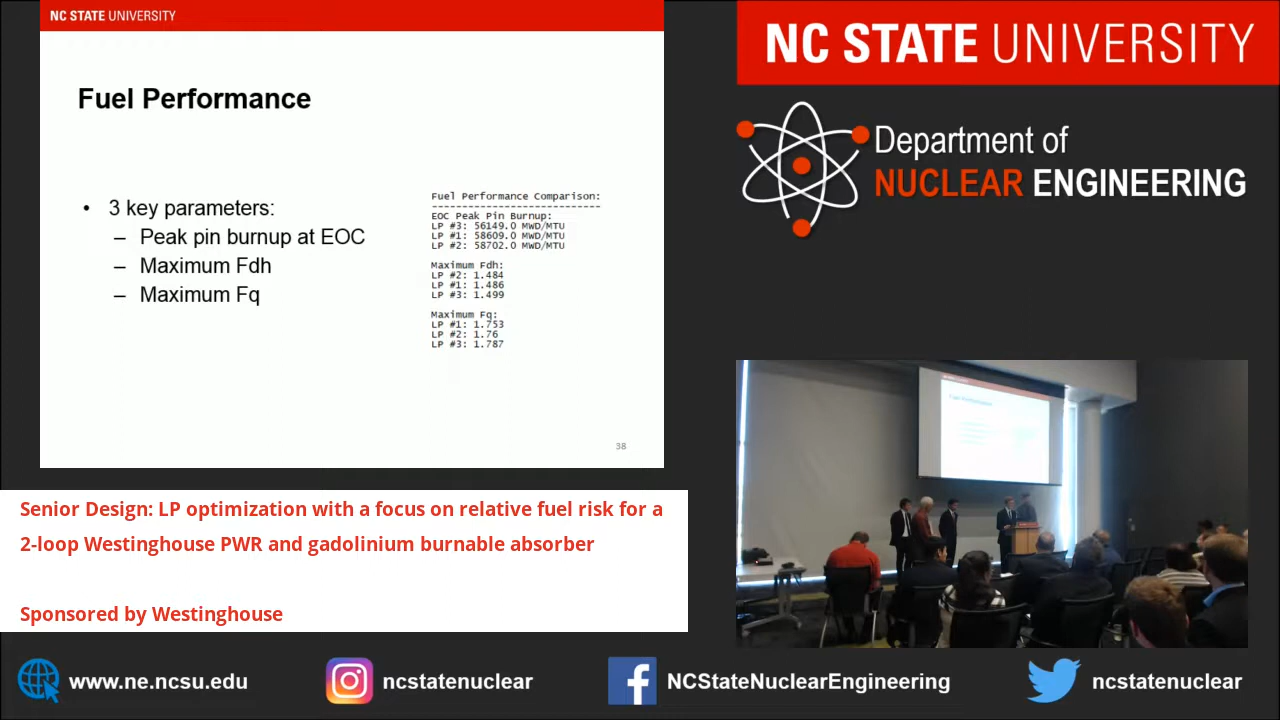 NC STATE UNIVERSITY
Fuel Performance
• 3 key parameters:
– Peak pin burnup at EOC
– Maximum Fdh
– Maximum Fq
Fuel Performance Comparison:
--------------------------------
EOC Peak Pin Burnup:
LP #3: 56149.0 MWD/MTU
LP #1: 58609.0 MWD/MTU
LP #2: 58702.0 MWD/MTU
Maximum Fdh:
LP #2: 1.484
LP #1: 1.486
LP #3: 1.499
Maximum Fq:
LP #1: 1.753
LP #2: 1.76
LP #3: 1.787
38
NC STATE UNIVERSITY
Department of
NUCLEAR ENGINEERING
Senior Design: LP optimization with a focus on relative fuel risk for a
2-loop Westinghouse PWR and gadolinium burnable absorber
Sponsored by Westinghouse
www.ne.ncsu.edu
ncstatenuclear
NCStateNuclearEngineering
ncstatenuclear